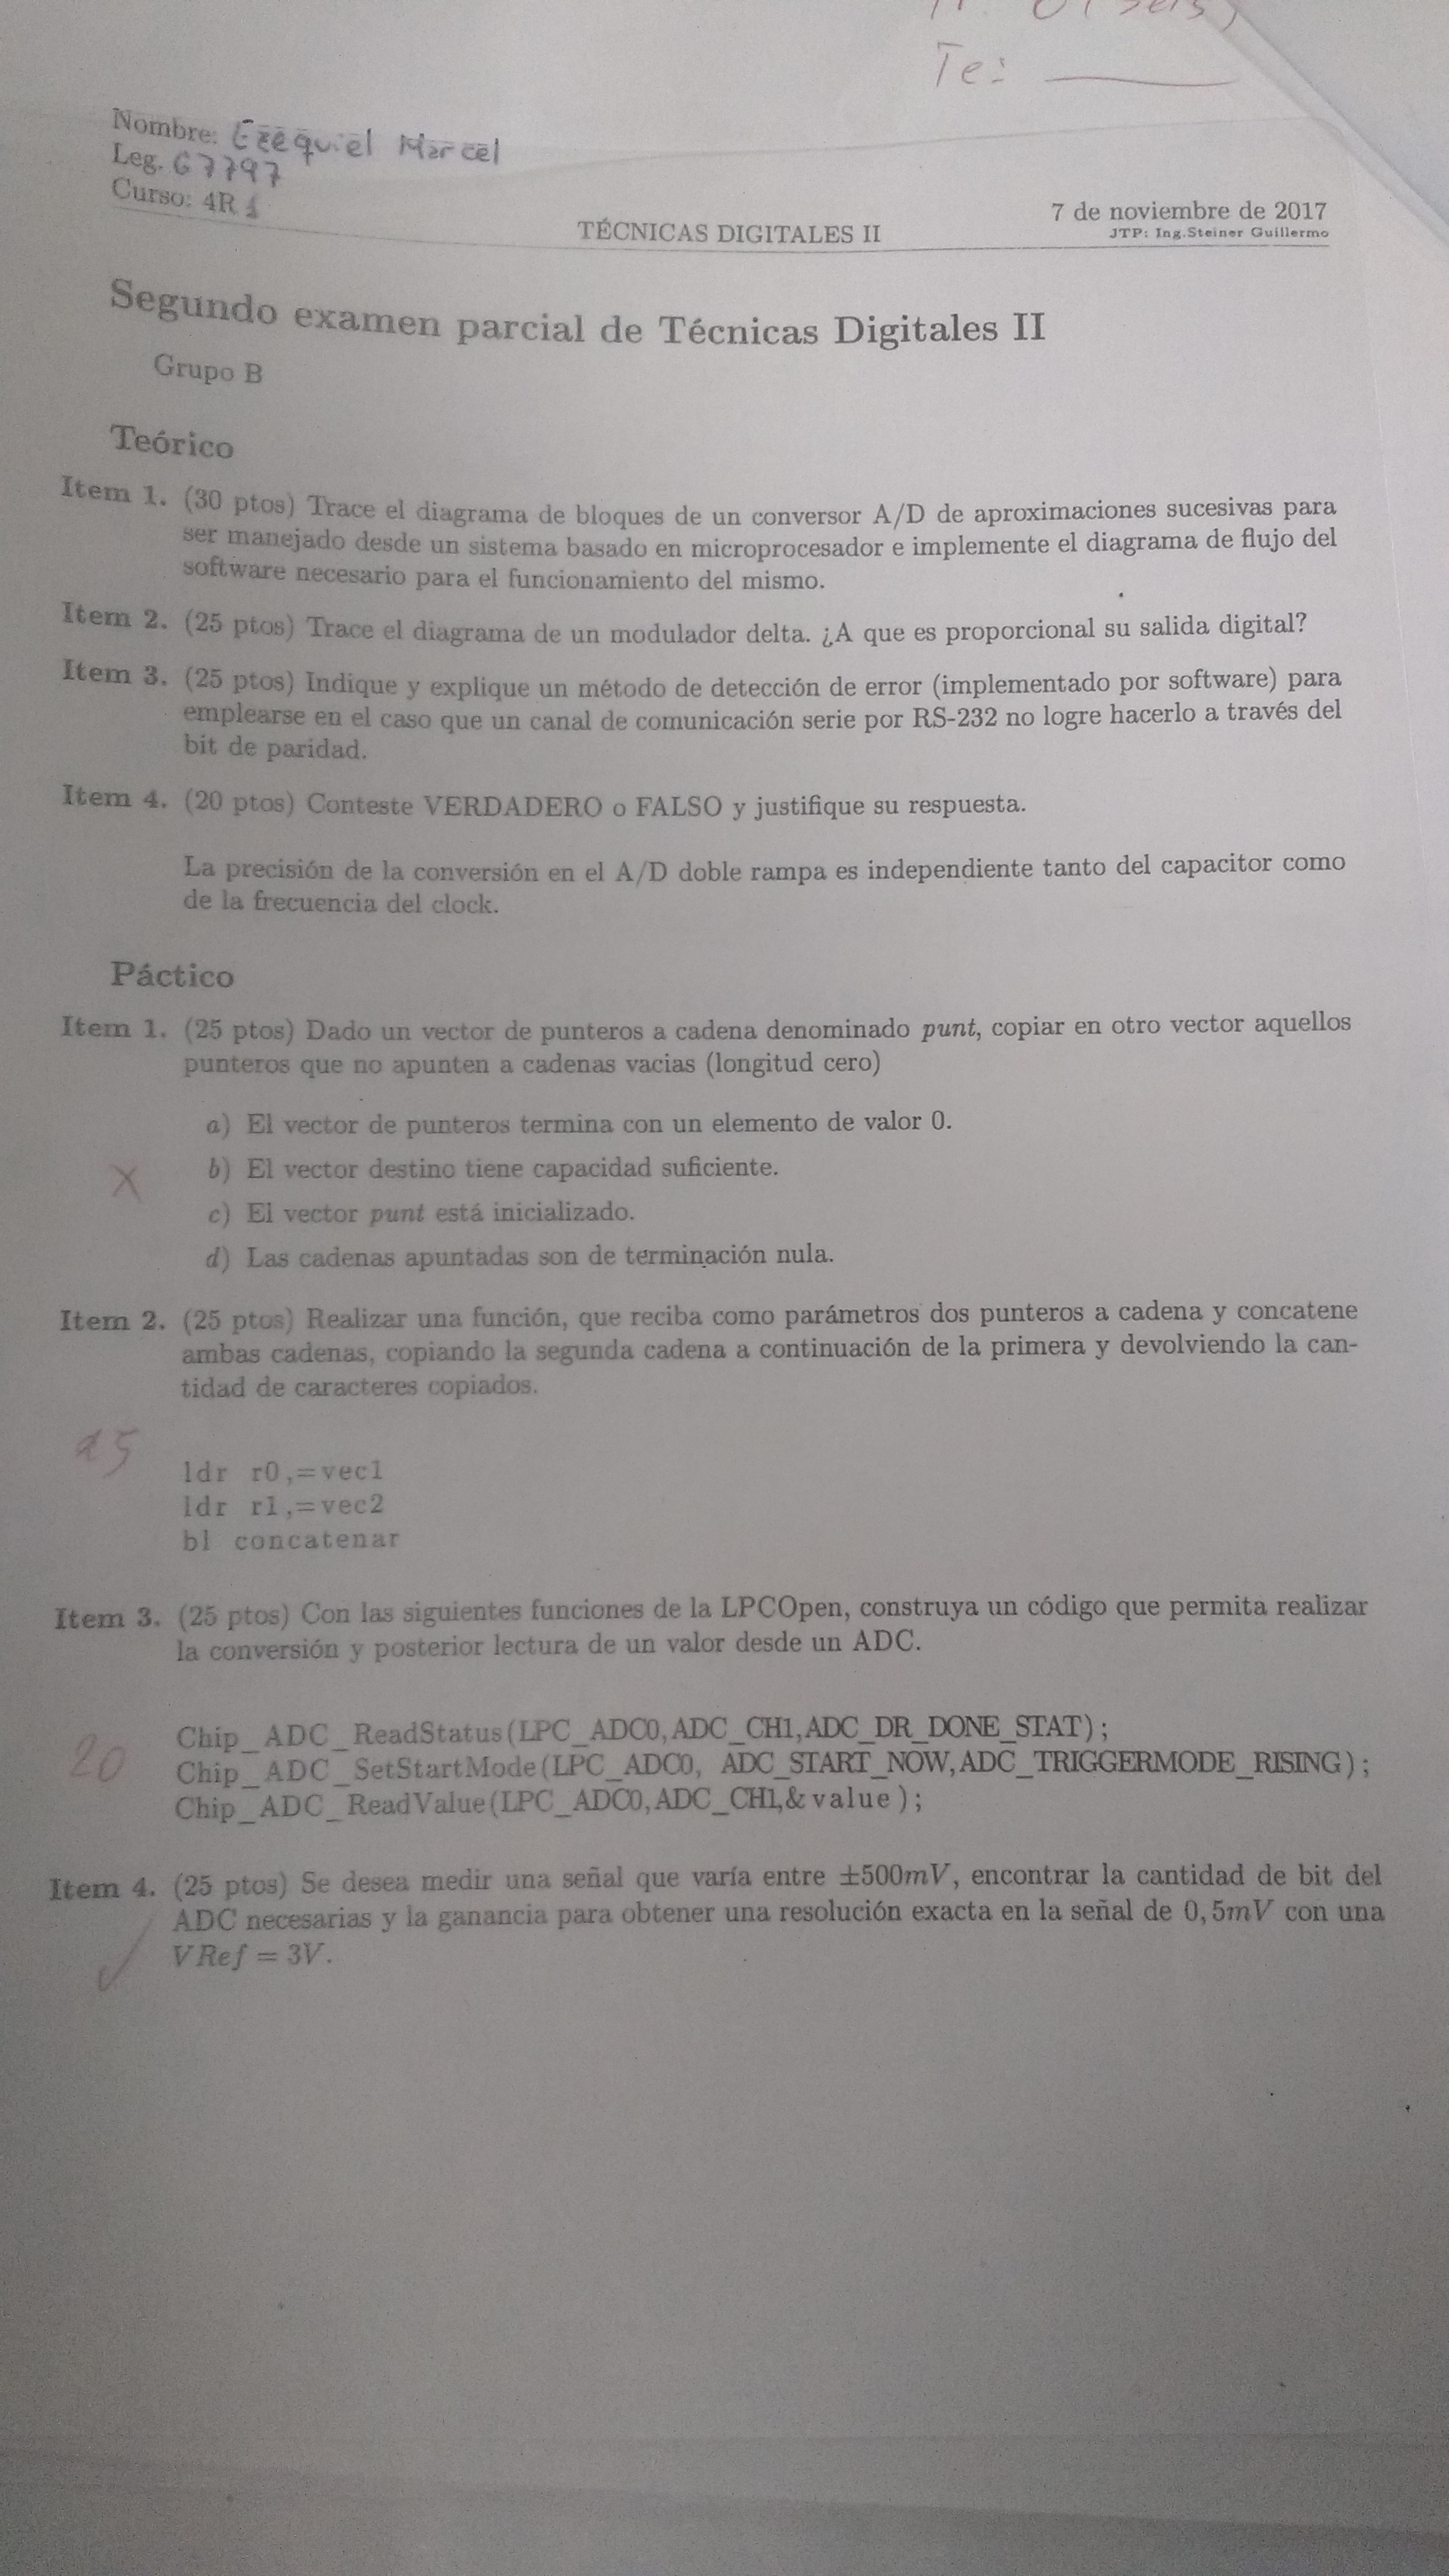 (seis)
Te:
Nombre: Ezequiel Marcel
Leg. 67797
Curso: 4R1
TÉCNICAS DIGITALES II
7 de noviembre de 2017
JTP: Ing.Steiner Guillermo
Segundo examen parcial de Técnicas Digitales II
Grupo B
Teórico
Item 1. (30 ptos) Trace el diagrama de bloques de un conversor A/D de aproximaciones sucesivas para
ser manejado desde un sistema basado en microprocesador e implemente el diagrama de flujo del
software necesario para el funcionamiento del mismo.
Item 2. (25 ptos) Trace el diagrama de un modulador delta. ¿A que es proporcional su salida digital?
Item 3. (25 ptos) Indique y explique un método de detección de error (implementado por software) para
emplearse en el caso que un canal de comunicación serie por RS-232 no logre hacerlo a través del
bit de paridad.
Item 4. (20 ptos) Conteste VERDADERO o FALSO y justifique su respuesta.
La precisión de la conversión en el A/D doble rampa es independiente tanto del capacitor como
de la frecuencia del clock.
Páctico
Item 1. (25 ptos) Dado un vector de punteros a cadena denominado punt, copiar en otro vector aquellos
punteros que no apunten a cadenas vacias (longitud cero)
a) El vector de punteros termina con un elemento de valor 0.
b) El vector destino tiene capacidad suficiente.
X
c) El vector punt está inicializado.
d) Las cadenas apuntadas son de terminación nula.
Item 2. (25 ptos) Realizar una función, que reciba como parámetros dos punteros a cadena y concatene
ambas cadenas, copiando la segunda cadena a continuación de la primera y devolviendo la can-
tidad de caracteres copiados.
ldr r0,=vec1
ldr r1,=vec2
bl concatenar
Item 3. (25 ptos) Con las siguientes funciones de la LPCOpen, construya un código que permita realizar
la conversión y posterior lectura de un valor desde un ADC.
Chip_ADC_ReadStatus(LPC_ADC0,ADC_CH1,ADC_DR_DONE_STAT);
20
Chip_ADC_SetStartMode(LPC_ADC0, ADC_START_NOW,ADC_TRIGGERMODE_RISING);
Chip_ADC_ReadValue(LPC_ADC0,ADC_CH1,&value);
Item 4. (25 ptos) Se desea medir una señal que varía entre ±500mV, encontrar la cantidad de bit del
ADC necesarias y la ganancia para obtener una resolución exacta en la señal de 0,5mV con una
VRef = 3V.